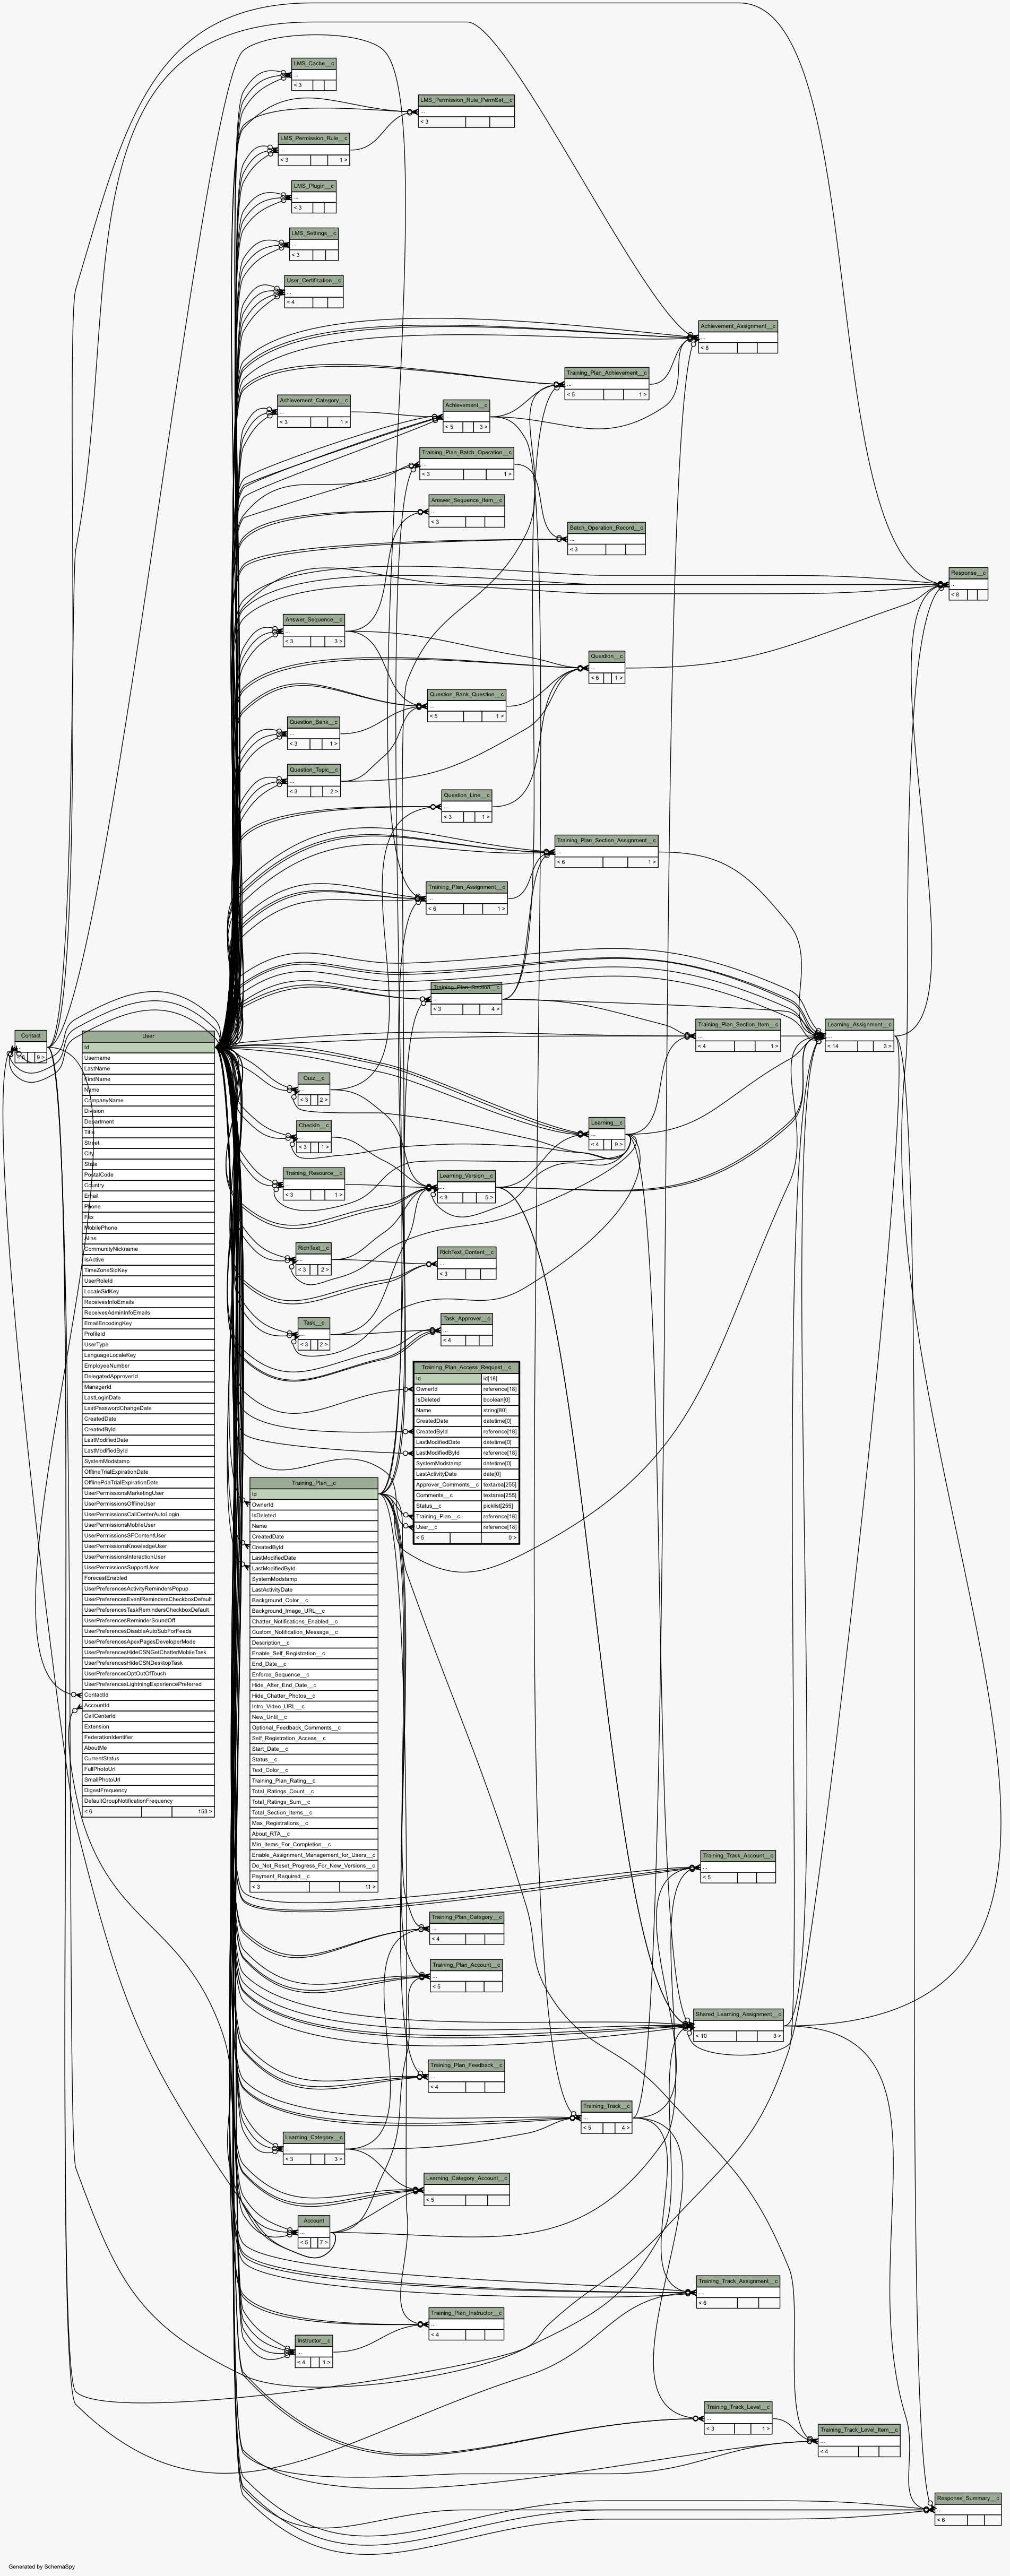 LMS_Cache__c
...
< 3
LMS_Permission_Rule_PermSet__c
...
< 3
LMS_Permission_Rule__c
...
< 3 1 >
LMS_Plugin__c
...
< 3
LMS_Settings__c
...
< 3
User_Certification__c
...
< 4
Achievement_Assignment__c
...
< 8
Training_Plan_Achievement__c
...
< 5 1 >
Achievement_Category__c
...
< 3 1 >
Achievement__c
...
< 5 3 >
Training_Plan_Batch_Operation__c
...
< 3 1 >
Answer_Sequence_Item__c
...
< 3
Batch_Operation_Record__c
...
< 3
Response__c
...
< 8
Answer_Sequence__c
...
< 3 3 >
Question__c
...
< 6 1 >
Question_Bank_Question__c
...
< 5 1 >
Question_Bank__c
...
< 3 1 >
Question_Topic__c
...
< 3 2 >
Question_Line__c
...
< 3 1 >
Training_Plan_Section_Assignment__c
...
< 6 1 >
Training_Plan_Assignment__c
...
< 6 1 >
Training_Plan_Section__c
...
< 3 4 >
Training_Plan_Section_Item__c
...
< 4 1 >
Learning_Assignment__c
...
< 14 3 >
Contact
9 >
User
Id
Username
LastName
FirstName
Name
CompanyName
Division
Department
Title
Street
City
State
PostalCode
Country
Email
Phone
Fax
MobilePhone
Alias
CommunityNickname
IsActive
TimeZoneSidKey
UserRoleId
LocaleSidKey
ReceivesInfoEmails
ReceivesAdminInfoEmails
EmailEncodingKey
ProfileId
UserType
LanguageLocaleKey
EmployeeNumber
DelegatedApproverId
ManagerId
LastLoginDate
LastPasswordChangeDate
CreatedDate
CreatedById
LastModifiedDate
LastModifiedById
SystemModstamp
OfflineTrialExpirationDate
OfflinePdaTrialExpirationDate
UserPermissionsMarketingUser
UserPermissionsOfflineUser
UserPermissionsCallCenterAutoLogin
UserPermissionsMobileUser
UserPermissionsSFContentUser
UserPermissionsKnowledgeUser
UserPermissionsInteractionUser
UserPermissionsSupportUser
ForecastEnabled
UserPreferencesActivityRemindersPopup
UserPreferencesEventRemindersCheckboxDefault
UserPreferencesTaskRemindersCheckboxDefault
UserPreferencesReminderSoundOff
UserPreferencesDisableAutoSubForFeeds
UserPreferencesApexPagesDeveloperMode
UserPreferencesHideCSNGetChatterMobileTask
UserPreferencesHideCSNDesktopTask
UserPreferencesOptOutOfTouch
UserPreferencesLightningExperiencePreferred
ContactId
AccountId
CallCenterId
Extension
FederationIdentifier
AboutMe
CurrentStatus
FullPhotoUrl
SmallPhotoUrl
DigestFrequency
DefaultGroupNotificationFrequency
< 6 153 >
Quiz__c
...
< 3 2 >
CheckIn__c
...
< 3 1 >
Learning__c
...
< 4 9 >
Training_Resource__c
...
< 3 1 >
Learning_Version__c
...
< 8 5 >
RichText__c
...
< 3 2 >
RichText_Content__c
...
< 3
Task__c
...
< 3 2 >
Task_Approver__c
...
< 4
Training_Plan_Access_Request__c
Id id[18]
OwnerId reference[18]
IsDeleted boolean[0]
Name string[80]
CreatedDate datetime[0]
CreatedById reference[18]
LastModifiedDate datetime[0]
LastModifiedById reference[18]
SystemModstamp datetime[0]
LastActivityDate date[0]
Approver_Comments__c textarea[255]
Comments__c textarea[255]
Status__c picklist[255]
Training_Plan__c reference[18]
User__c reference[18]
< 5 0 >
Training_Plan__c
Id
OwnerId
IsDeleted
Name
CreatedDate
CreatedById
LastModifiedDate
LastModifiedById
SystemModstamp
LastActivityDate
Background_Color__c
Background_Image_URL__c
Chatter_Notifications_Enabled__c
Custom_Notification_Message__c
Description__c
Enable_Self_Registration__c
End_Date__c
Enforce_Sequence__c
Hide_After_End_Date__c
Hide_Chatter_Photos__c
Intro_Video_URL__c
New_Until__c
Optional_Feedback_Comments__c
Self_Registration_Access__c
Start_Date__c
Status__c
Text_Color__c
Training_Plan_Rating__c
Total_Ratings_Count__c
Total_Ratings_Sum__c
Total_Section_Items__c
Max_Registrations__c
About_RTA__c
Min_Items_For_Completion__c
Enable_Assignment_Management_for_Users__c
Do_Not_Reset_Progress_For_New_Versions__c
Payment_Required__c
< 3 11 >
Training_Track_Account__c
...
< 5
Training_Plan_Category__c
...
< 4
Training_Plan_Account__c
...
< 5
Shared_Learning_Assignment__c
...
< 10 3 >
Training_Plan_Feedback__c
...
< 4
Training_Track__c
...
< 5 4 >
Learning_Category__c
...
< 3 3 >
Learning_Category_Account__c
...
< 5
Account
...
< 5 7 >
Training_Track_Assignment__c
...
< 6
Training_Plan_Instructor__c
...
< 4
Instructor__c
...
< 4 1 >
Training_Track_Level__c
...
< 3 1 >
Training_Track_Level_Item__c
...
< 4
Response_Summary__c
...
< 6
Generated by SchemaSpy